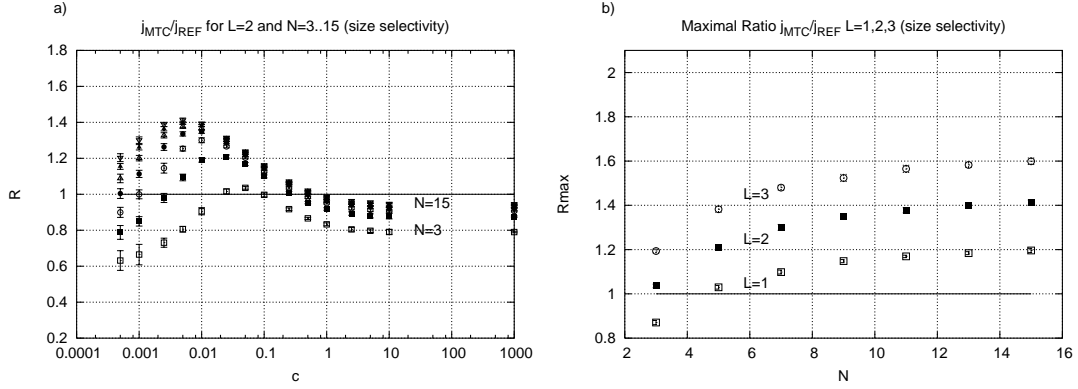 a)
j_MTC/j_REF for L=2 and N=3..15 (size selectivity)
1.8
1.6
1.4
1.2
1
0.8
0.6
0.4
0.2
R
N=15
N=3
0.0001
0.001
0.01
0.1
1
10
100
1000
c
b)
Maximal Ratio j_MTC/j_REF L=1,2,3 (size selectivity)
2
1.8
1.6
1.4
1.2
1
0.8
Rmax
L=3
L=2
L=1
2
4
6
8
10
12
14
16
N